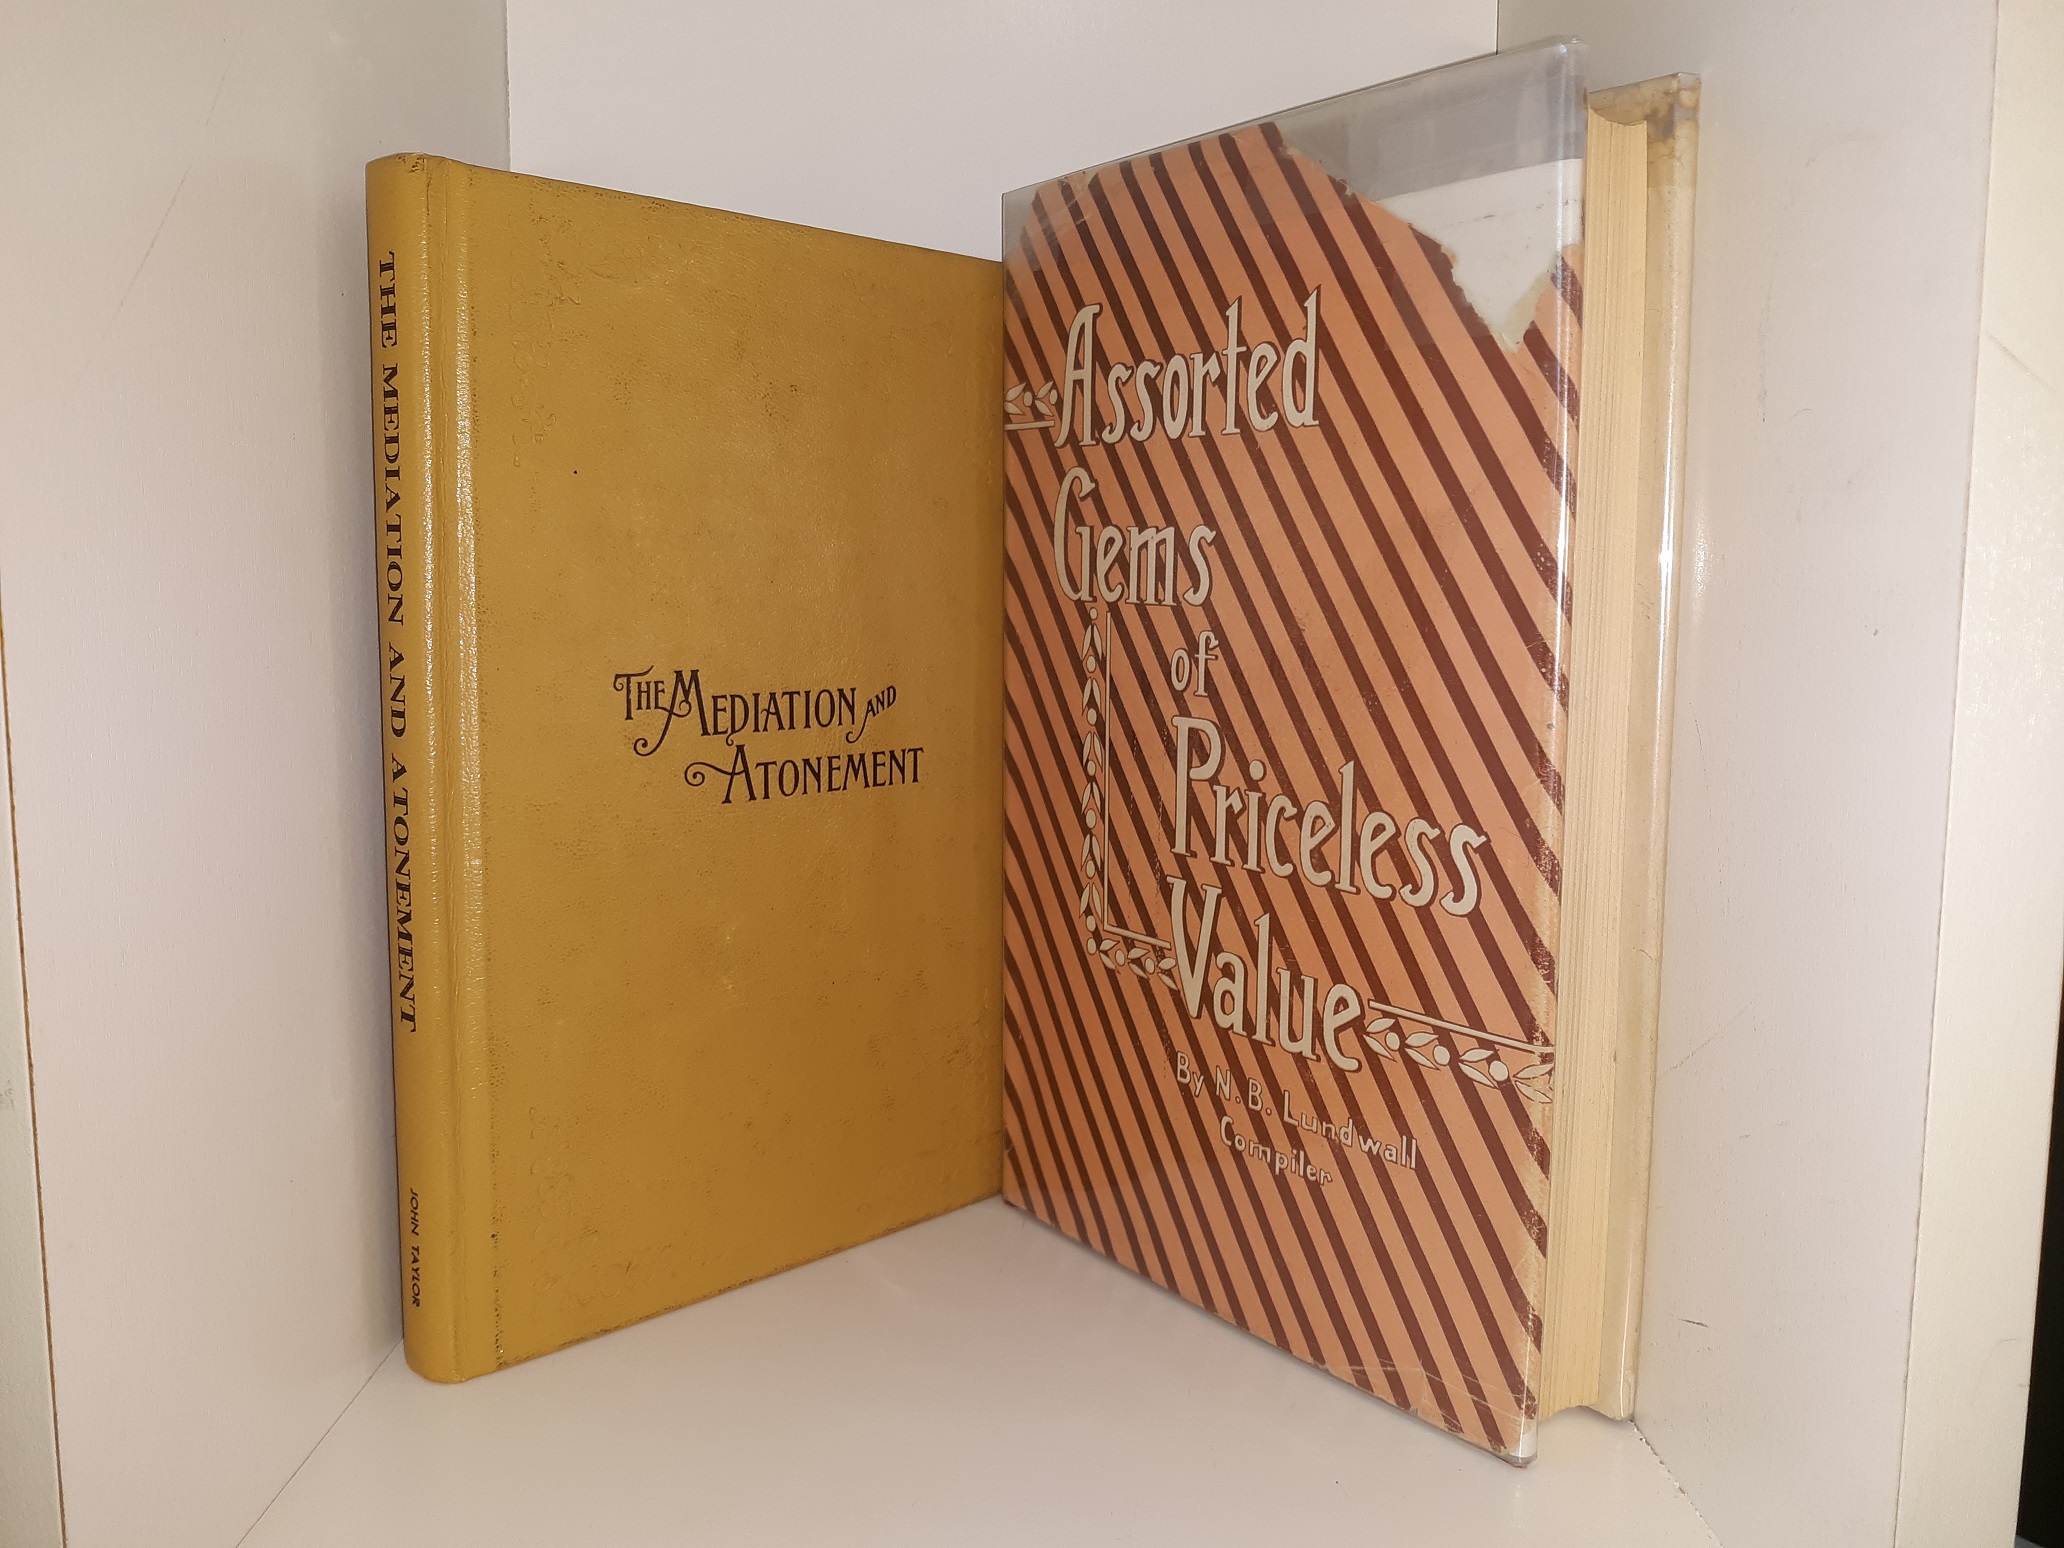 THE MEDIATION AND ATONEMENT
JOHN TAYLOR
THE MEDIATION AND
ATONEMENT
Assorted
Gems
of
Priceless
Value
By N. B. Lundwall
Compiler